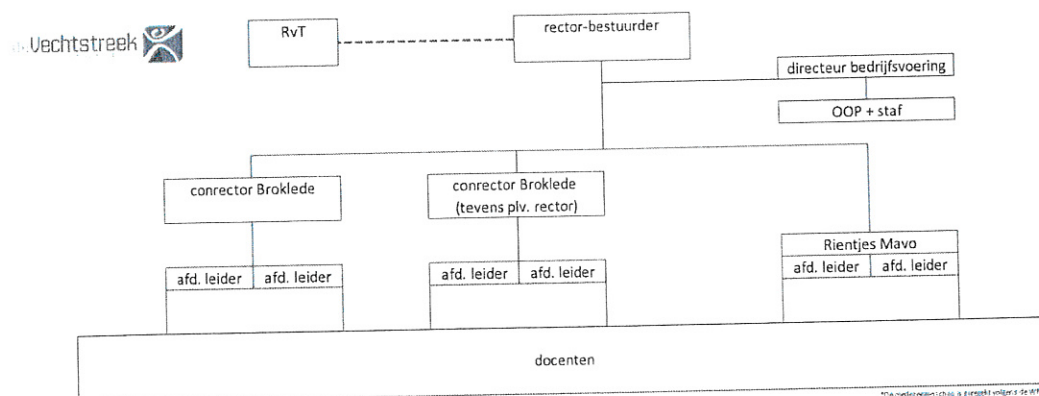 Vechtstreek
RvT
rector-bestuurder
directeur bedrijfsvoering
OOP + staf
conrector Broklede
conrector Broklede
(tevens plv. rector)
Rientjes Mavo
afd. leider afd. leider
afd. leider afd. leider
afd. leider afd. leider
docenten